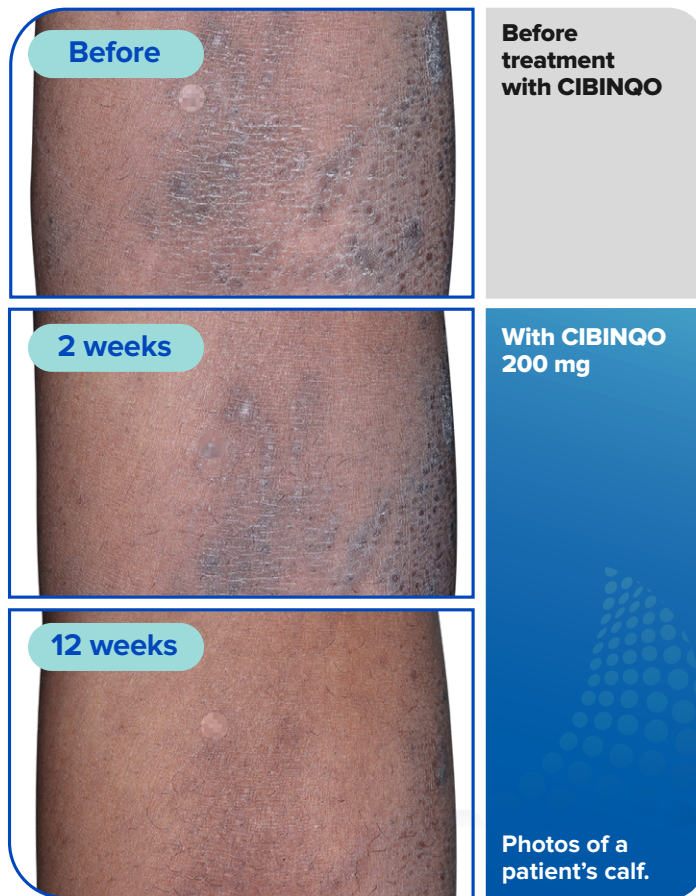 Before
Before
treatment
with CIBINQO
2 weeks
With CIBINQO
200 mg
12 weeks
Photos of a
patient’s calf.